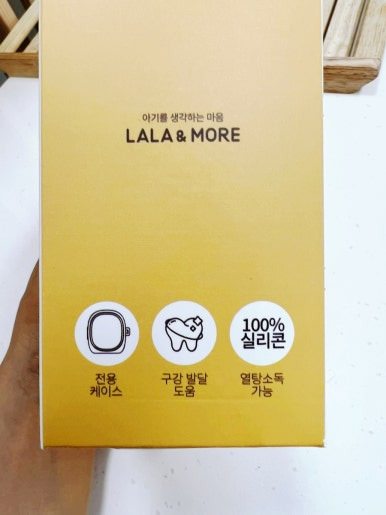 아기를 생각하는 마음
LALA & MORE
100%
실리콘
전용
케이스
구강 발달
도움
열탕소독
가능